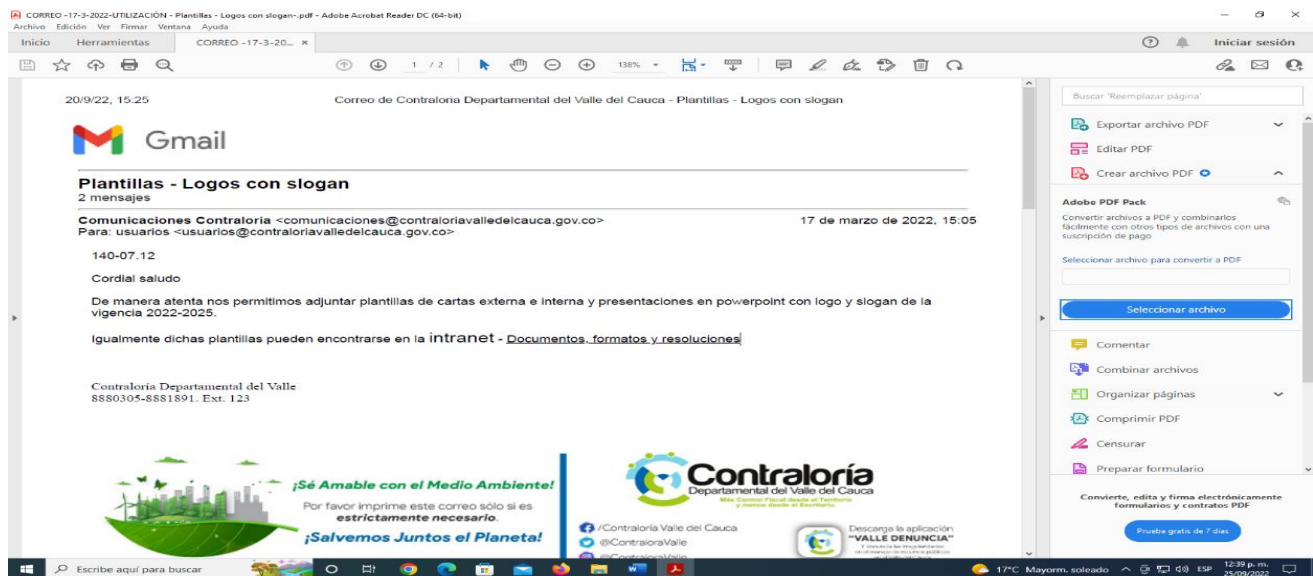 CORREO -17-3-2022-UTILIZACIÓN - Plantillas - Logos con slogan-.pdf - Adobe Acrobat Reader DC (64-bit)
Archivo Edición Ver Firmar Ventana Ayuda
Inicio Herramientas CORREO -17-3-20... × Iniciar sesión
1 / 2 138%
20/9/22, 15:25 Correo de Contraloria Departamental del Valle del Cauca - Plantillas - Logos con slogan
Gmail
Plantillas - Logos con slogan
2 mensajes
Comunicaciones Contraloria <comunicaciones@contraloriavalledelcauca.gov.co> 17 de marzo de 2022, 15:05
Para: usuarios <usuarios@contraloriavalledelcauca.gov.co>
140-07.12
Cordial saludo
De manera atenta nos permitimos adjuntar plantillas de cartas externa e interna y presentaciones en powerpoint con logo y slogan de la
vigencia 2022-2025.
Igualmente dichas plantillas pueden encontrarse en la intranet - Documentos, formatos y resoluciones
Contraloría Departamental del Valle
8880305-8881891. Ext. 123
¡Sé Amable con el Medio Ambiente!
Por favor imprime este correo sólo si es
estrictamente necesario.
¡Salvemos Juntos el Planeta!
Contraloría
Departamental del Valle del Cauca
Más Control Fiscal desde el Territorio
y menos desde el Escritorio.
/Contraloria Valle del Cauca
@ContraloraValle
@ContraloraValle
Descarga la aplicación
"VALLE DENUNCIA"
Buscar 'Reemplazar página'
Exportar archivo PDF
Editar PDF
Crear archivo PDF
Adobe PDF Pack
Convertir archivos a PDF y combinarlos
fácilmente con otros tipos de archivos con una
suscripción de pago
Seleccionar archivo para convertir a PDF
Seleccionar archivo
Comentar
Combinar archivos
Organizar páginas
Comprimir PDF
Censurar
Preparar formulario
Convierte, edita y firma electrónicamente
formularios y contratos PDF
Prueba gratis de 7 días
Escribe aquí para buscar
17°C Mayorm. soleado ESP 12:39 p. m.
25/09/2022